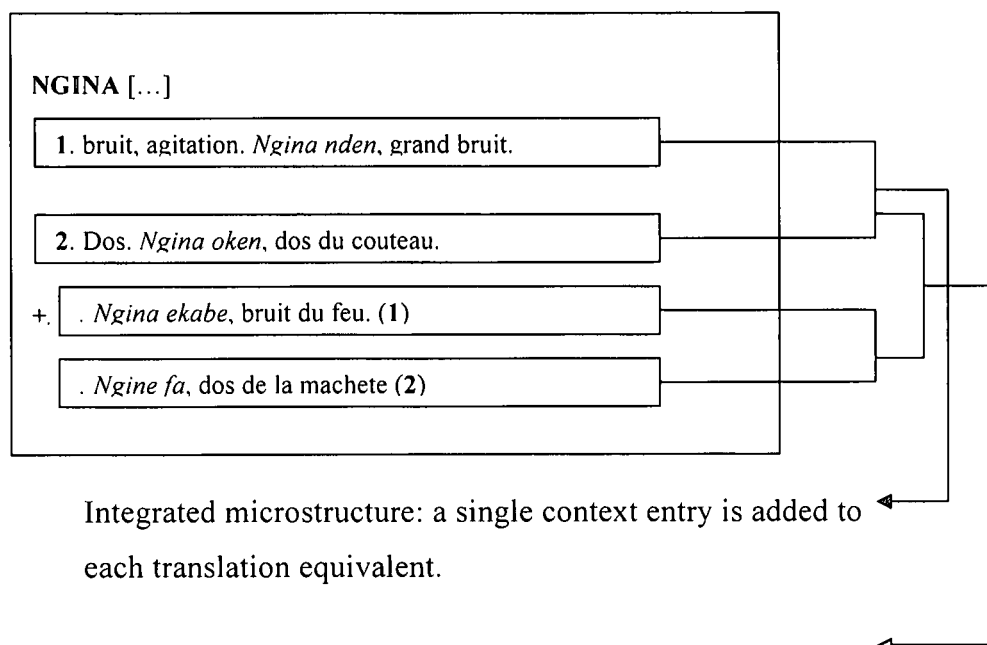 NGINA [...]
1. bruit, agitation. Ngina nden, grand bruit.
2. Dos. Ngina oken, dos du couteau.
+. . Ngina ekabe, bruit du feu. (1)
. Ngine fa, dos de la machete (2)
Integrated microstructure: a single context entry is added to
each translation equivalent.